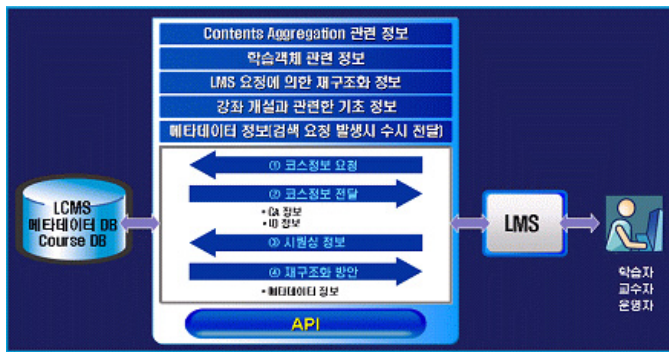 Contents Aggregation 관련 정보
학습객체 관련 정보
LMS 요청에 의한 재구조화 정보
강좌 개설과 관련한 기초 정보
메타데이터 정보(검색 요청 발생시 수시 전달)
① 코스정보 요청
② 코스정보 전달
• CA 정보
• IO 정보
③ 시퀀싱 정보
④ 재구조화 방안
• 메타데이터 정보
API
LCMS
메타데이터 DB
Course DB
LMS
학습자
교수자
운영자